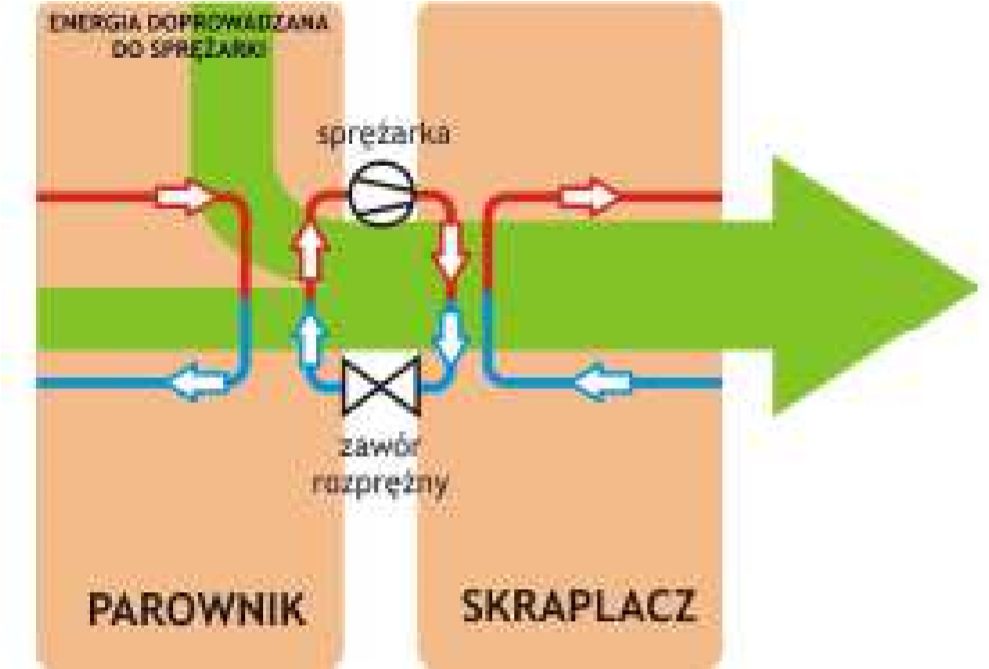 ENERGIA DOPROWADZANA
DO SPRĘŻARKI
sprężarka
zawór
rozprężny
PAROWNIK
SKRAPLACZ